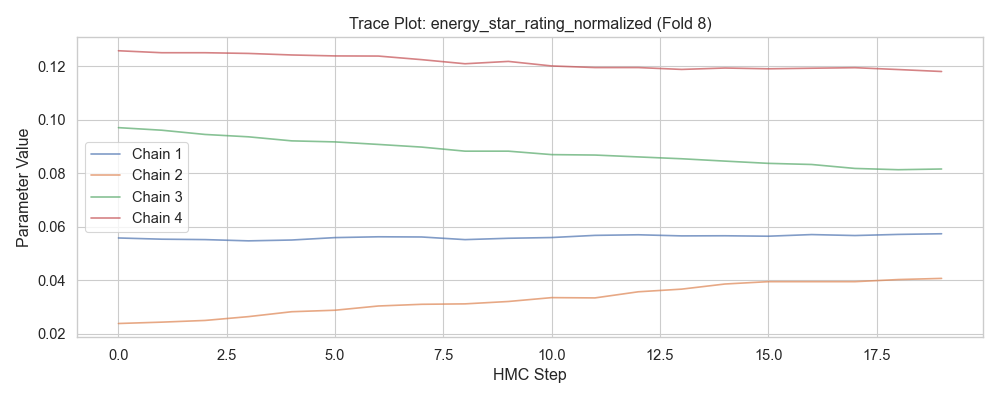 Trace Plot: energy_star_rating_normalized (Fold 8)
Parameter Value
0.12
0.10
0.08
0.06
0.04
0.02
Chain 1
Chain 2
Chain 3
Chain 4
0.0 2.5 5.0 7.5 10.0 12.5 15.0 17.5
HMC Step